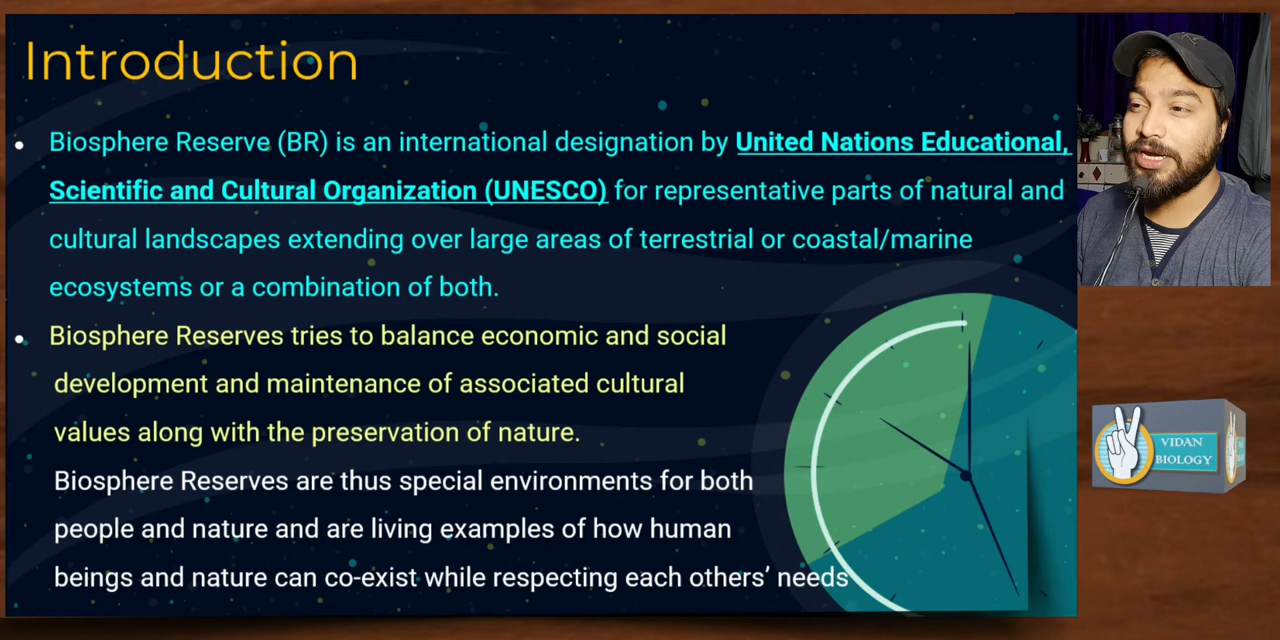 Introduction
Biosphere Reserve (BR) is an international designation by United Nations Educational,
Scientific and Cultural Organization (UNESCO) for representative parts of natural and
cultural landscapes extending over large areas of terrestrial or coastal/marine
ecosystems or a combination of both.
Biosphere Reserves tries to balance economic and social
development and maintenance of associated cultural
values along with the preservation of nature.
Biosphere Reserves are thus special environments for both
people and nature and are living examples of how human
beings and nature can co-exist while respecting each others’ needs
VIDAN
BIOLOGY